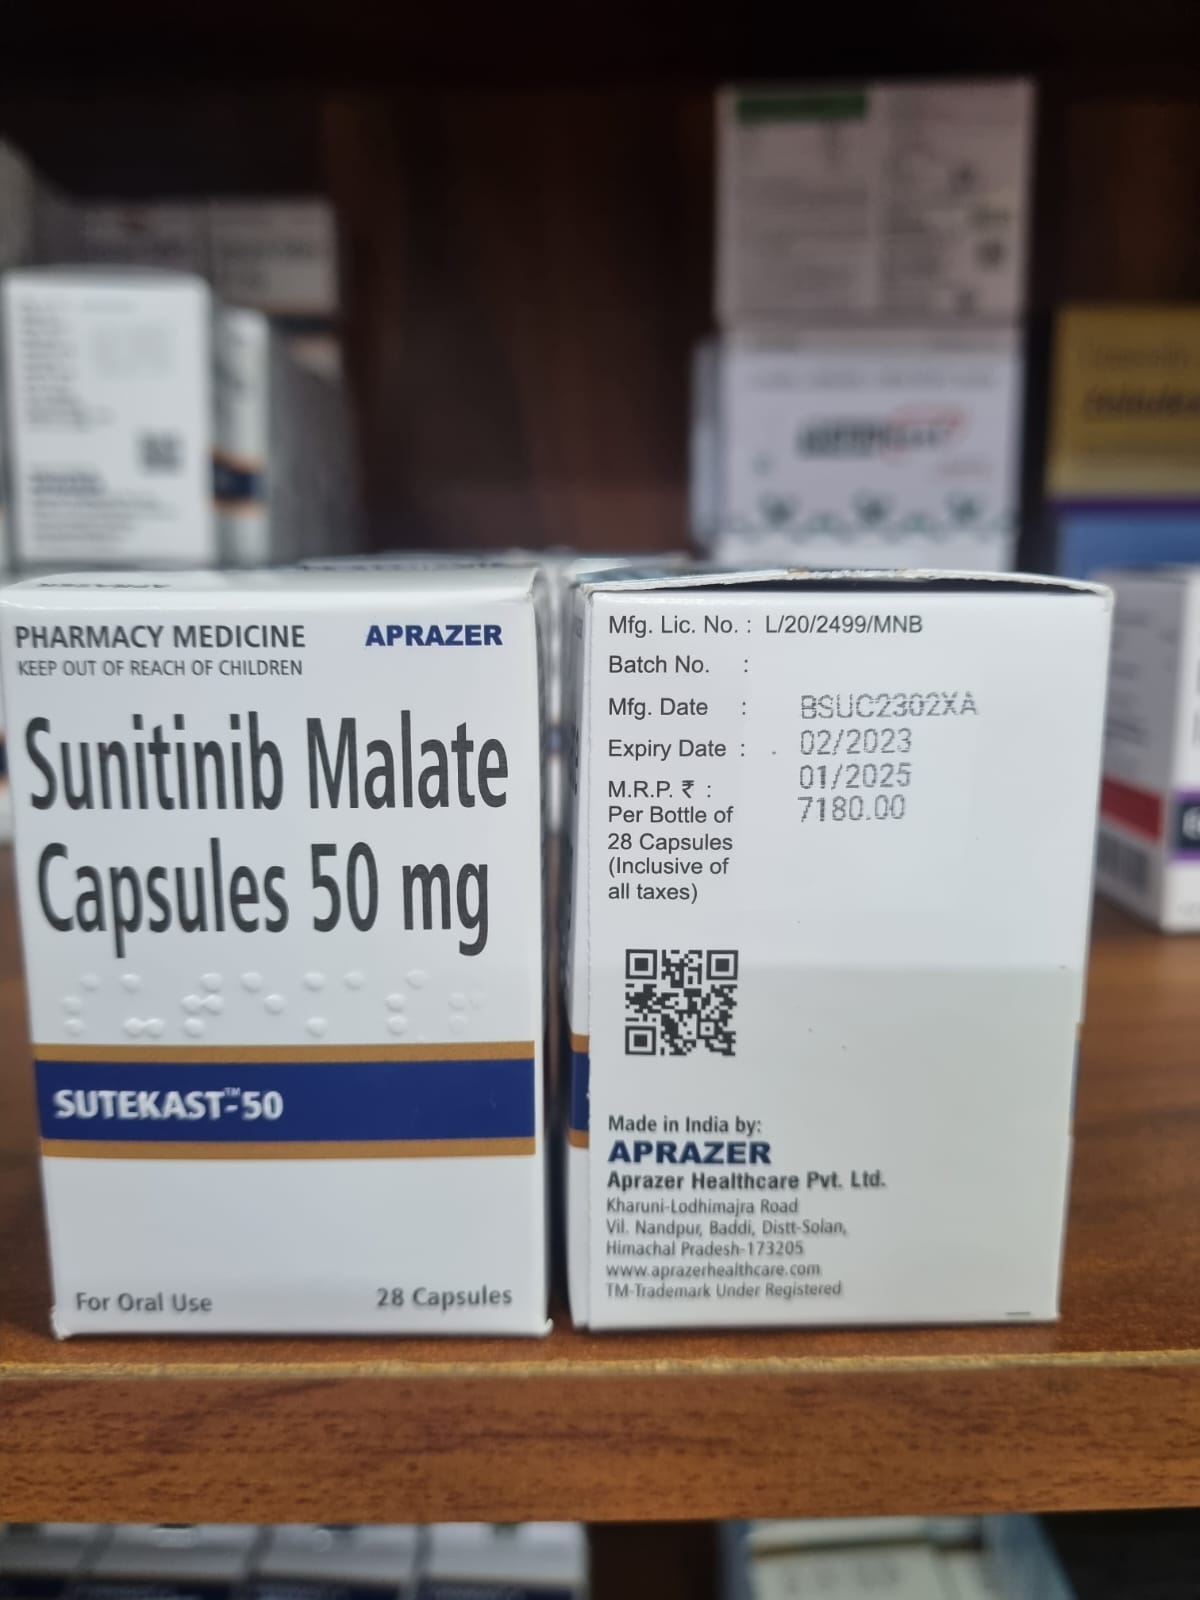 APRAZER
PHARMACY MEDICINE
APRAZER
KEEP OUT OF REACH OF CHILDREN
Sunitinib Malate
Capsules 50 mg
SUTEKAST™-50
For Oral Use
28 Capsules
Mfg. Lic. No. : L/20/2499/MNB
Batch No. :
Mfg. Date : BSUC2302XA
Expiry Date : . 02/2023
M.R.P. ₹ : 01/2025
Per Bottle of 7180.00
28 Capsules
(Inclusive of
all taxes)
Made in India by:
APRAZER
Aprazer Healthcare Pvt. Ltd.
Kharuni-Lodhimajra Road
Vil. Nandpur, Baddi, Distt-Solan,
Himachal Pradesh-173205
www.aprazerhealthcare.com
TM-Trademark Under Registered